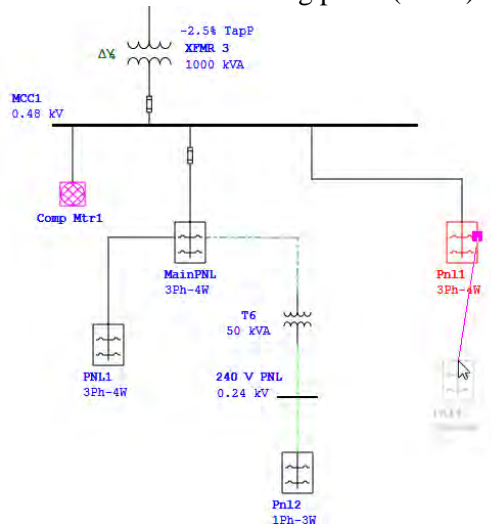 -2.5% TapP
XFMR 3
1000 kVA
MCC1
0.48 kV
Comp Mtr1
MainPNL
3Ph-4W
Pnl1
3Ph-4W
T6
50 kVA
PNL1
3Ph-4W
240 V PNL
0.24 kV
Pnl2
1Ph-3W